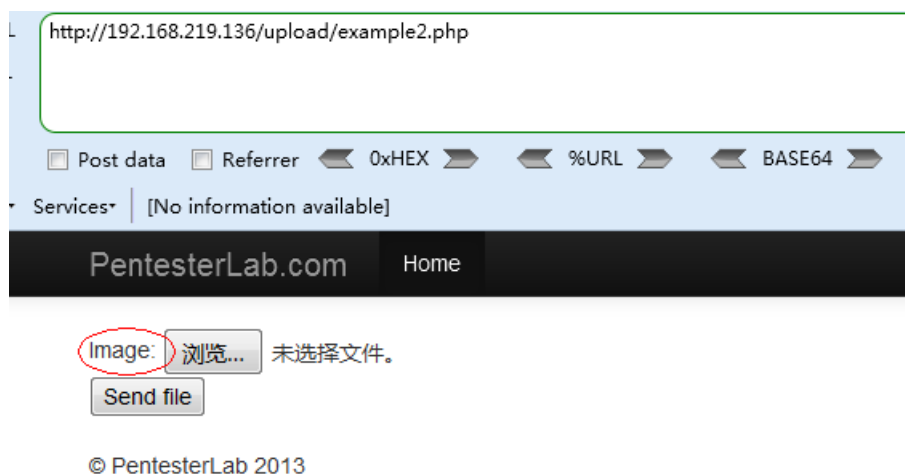 http://192.168.219.136/upload/example2.php
Post data Referrer 0xHEX %URL BASE64
Services [No information available]
PentesterLab.com Home
Image: 浏览... 未选择文件。
Send file
© PentesterLab 2013